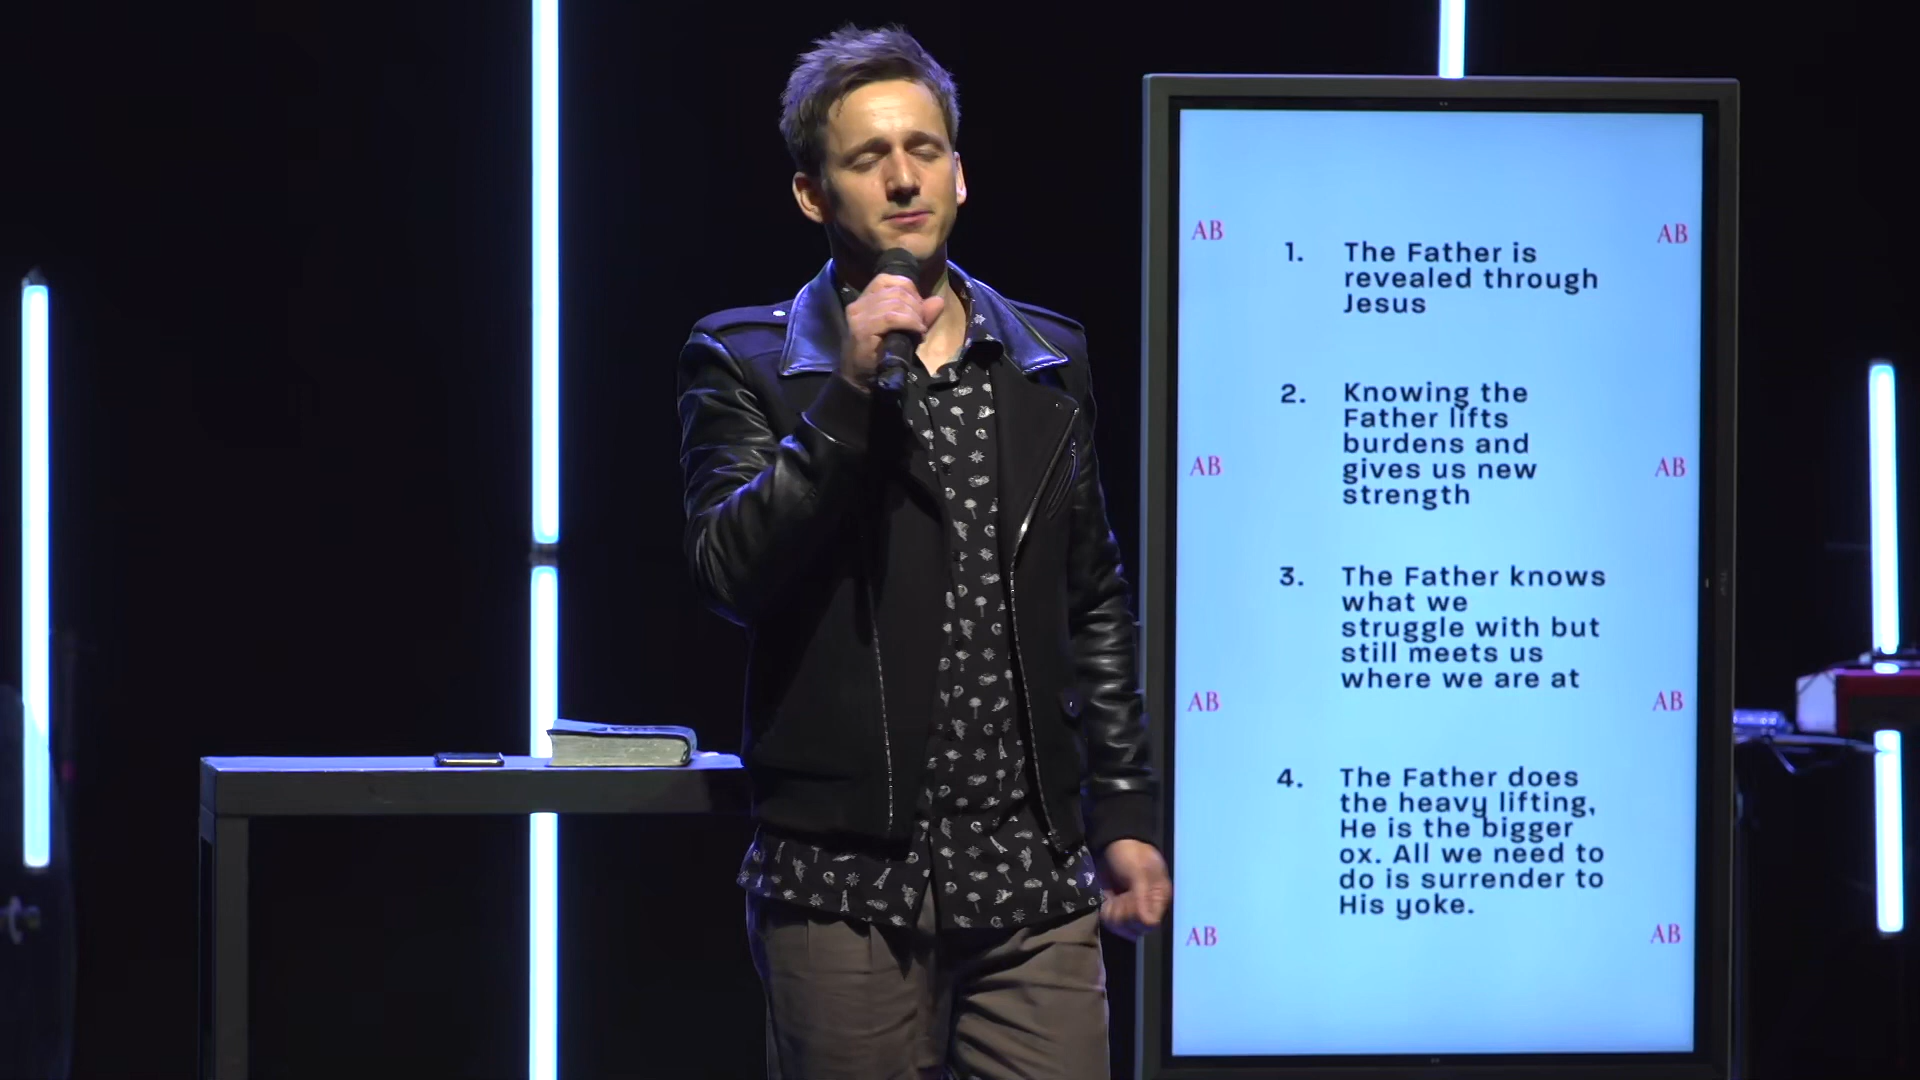 AB
AB
1. The Father is
revealed through
Jesus
2. Knowing the
Father lifts
burdens and
gives us new
strength
AB
AB
3. The Father knows
what we
struggle with but
still meets us
where we are at
AB
AB
4. The Father does
the heavy lifting,
He is the bigger
ox. All we need to
do is surrender to
His yoke.
AB
AB